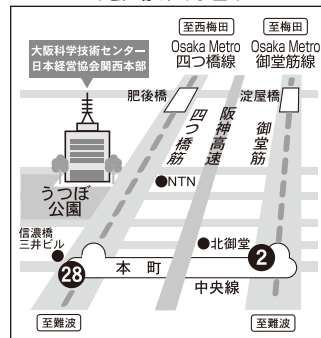 至西梅田
至梅田
Osaka Metro
四つ橋線
Osaka Metro
御堂筋線
大阪科学技術センター
日本経営協会関西本部
肥後橋
淀屋橋
四つ橋筋
阪神高速
御堂筋
うつぼ
公園
●NTN
信濃橋
三井ビル
●北御堂
28
本町
2
中央線
至難波
至難波